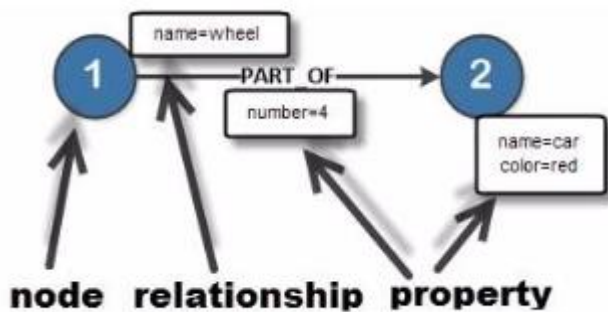 name=wheel
1
PART_OF
2
number=4
name=car
color=red
node relationship property